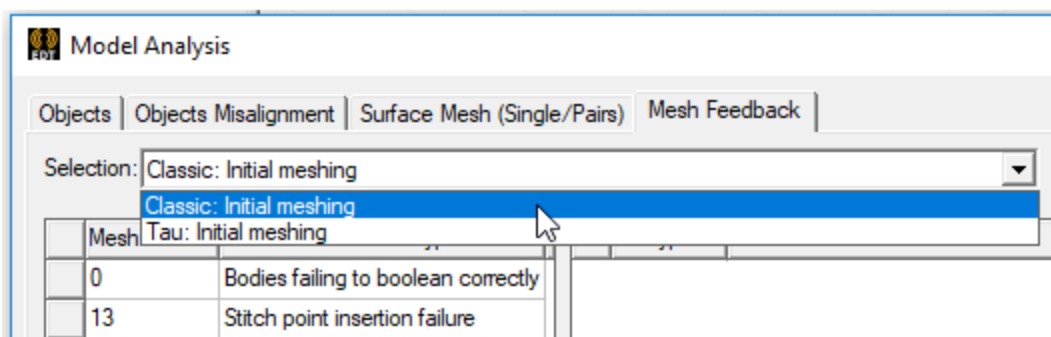 EDT
Model Analysis
Objects
Objects Misalignment
Surface Mesh (Single/Pairs)
Mesh Feedback
Selection:
Classic: Initial meshing
Classic: Initial meshing
Tau: Initial meshing
Mesh
0
Bodies failing to boolean correctly
13
Stitch point insertion failure